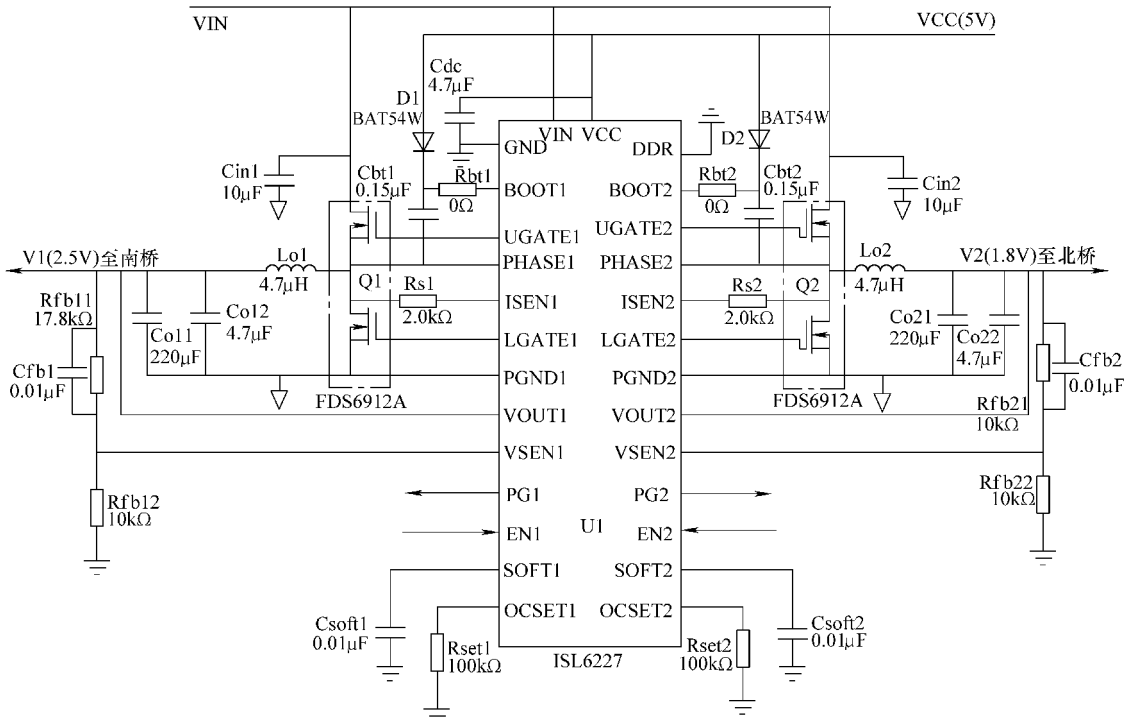 VIN
VCC(5V)
Cdc
4.7μF
D1
BAT54W
VIN VCC
GND
DDR
D2
BAT54W
Cin1
10μF
Cbt1
0.15μF
Rbt1
0Ω
BOOT1
BOOT2
Rbt2
0Ω
Cbt2
0.15μF
Cin2
10μF
UGATE1
UGATE2
V1(2.5V)至南桥
Lo1
4.7μH
PHASE1
PHASE2
Lo2
4.7μH
V2(1.8V)至北桥
Q1
Rs1
2.0kΩ
ISEN1
ISEN2
Rs2
2.0kΩ
Q2
Rfb11
17.8kΩ
Co11
220μF
Co12
4.7μF
LGATE1
LGATE2
Co21
220μF
Co22
4.7μF
Cfb1
0.01μF
PGND1
PGND2
Cfb2
0.01μF
FDS6912A
FDS6912A
VOUT1
VOUT2
Rfb21
10kΩ
VSEN1
VSEN2
Rfb12
10kΩ
PG1
PG2
Rfb22
10kΩ
EN1
U1
EN2
SOFT1
SOFT2
Csoft1
0.01μF
OCSET1
OCSET2
Csoft2
0.01μF
Rset1
100kΩ
Rset2
100kΩ
ISL6227